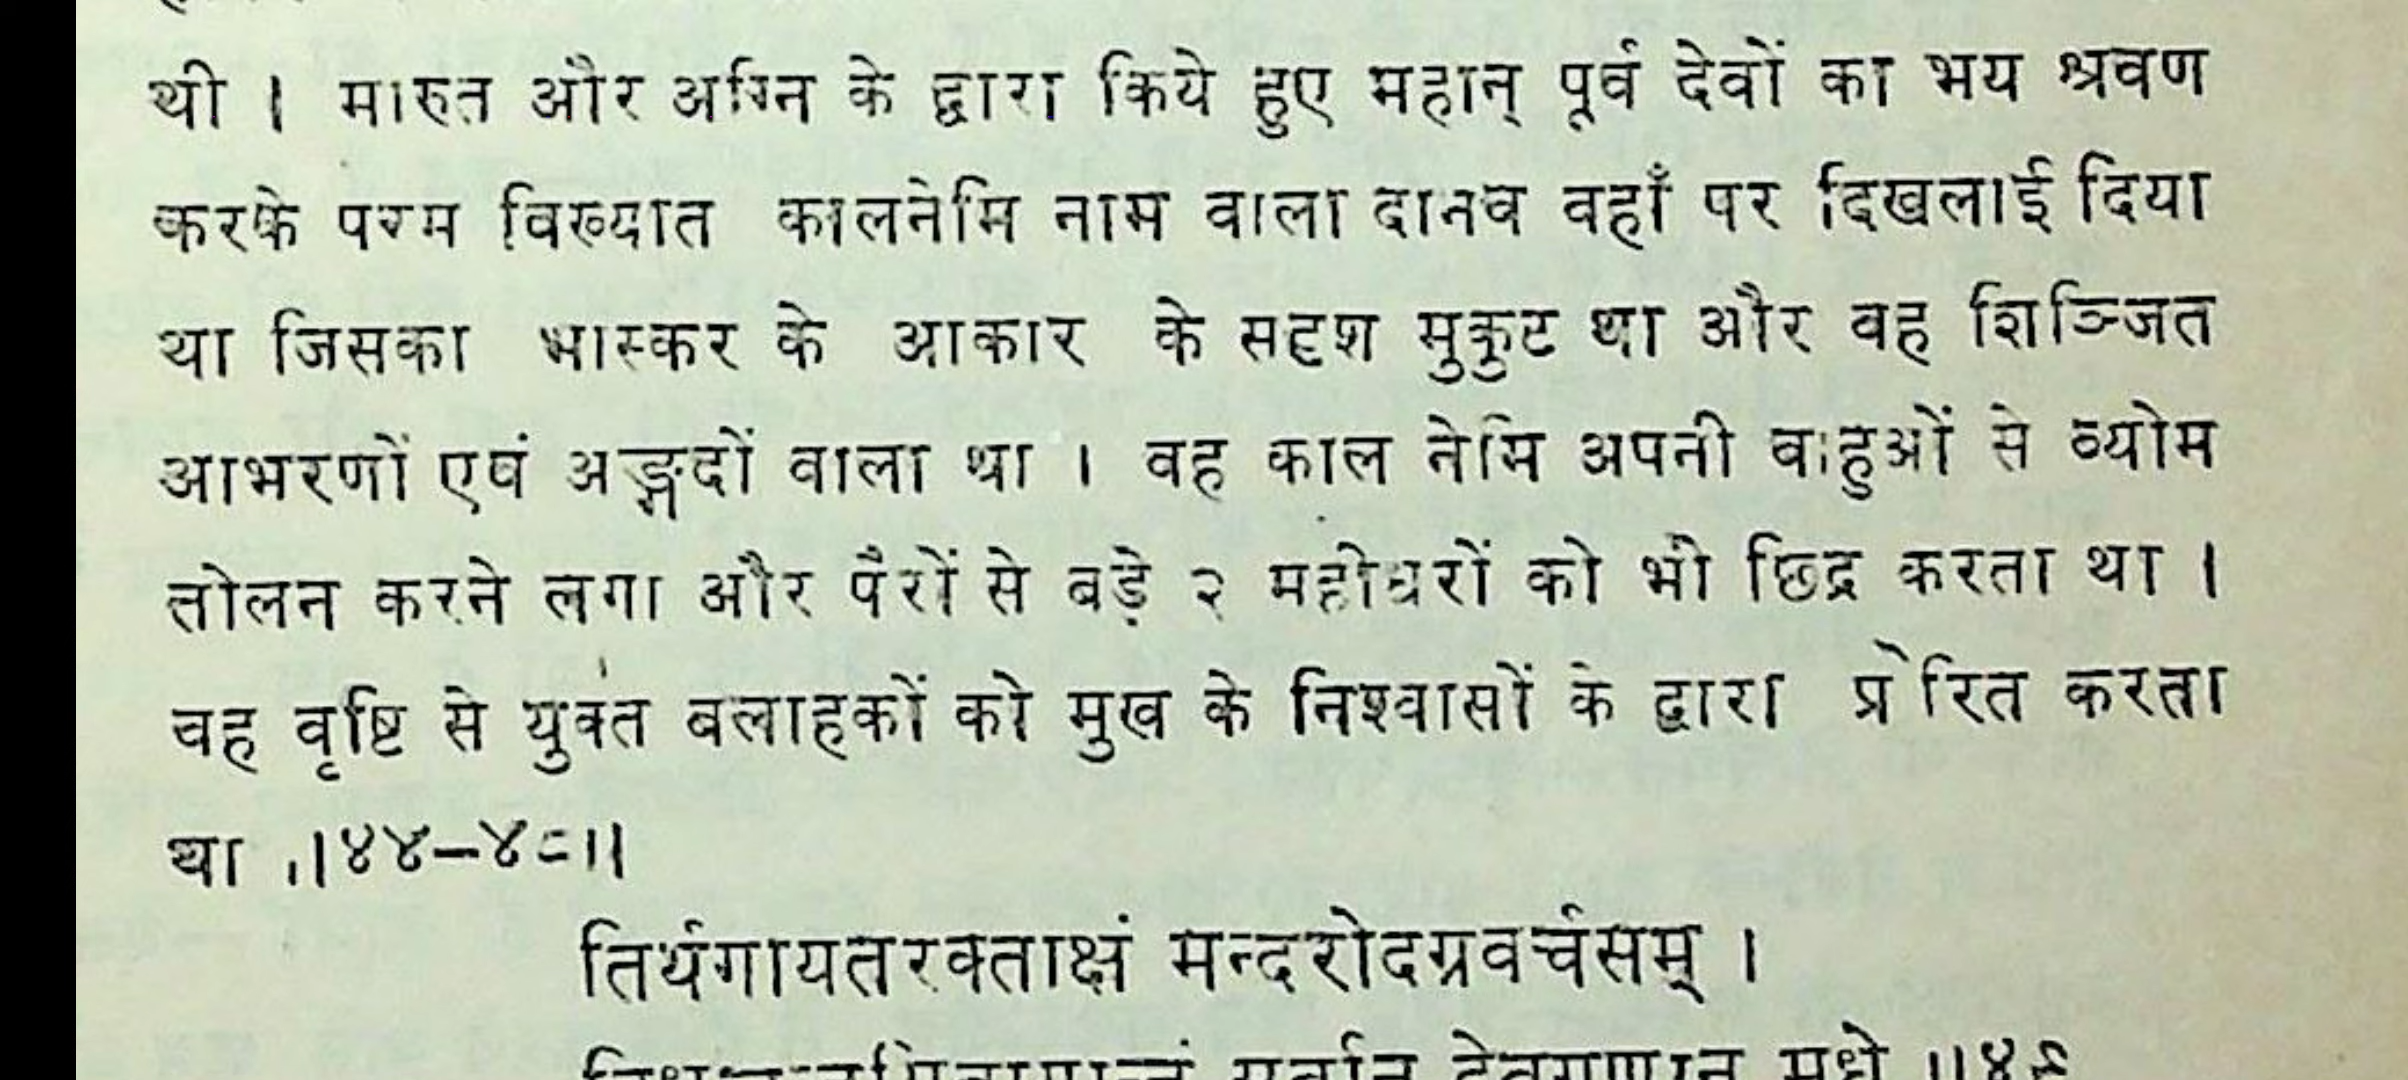 थी । मारुत और अग्नि के द्वारा किये हुए महान् पूर्व देवों का भय श्रवण
करके परम विख्यात कालनेमि नाम वाला दानव वहाँ पर दिखलाई दिया
था जिसका भास्कर के आकार के सदृश मुकुट था और वह शिञ्जित
आभरणों एवं अङ्गदों वाला था । वह काल नेमि अपनी वाहुओं से व्योम
तोलन करने लगा और पैरों से बड़े २ महीधरों को भी छिद्र करता था ।
वह वृष्टि से युक्त बलाहकों को मुख के निश्वासों के द्वारा प्रेरित करता
था ।।४४-४८।।
तिर्यगायतरक्ताक्षं मन्दरोदग्रवर्चसम् ।
मृधे ॥४९